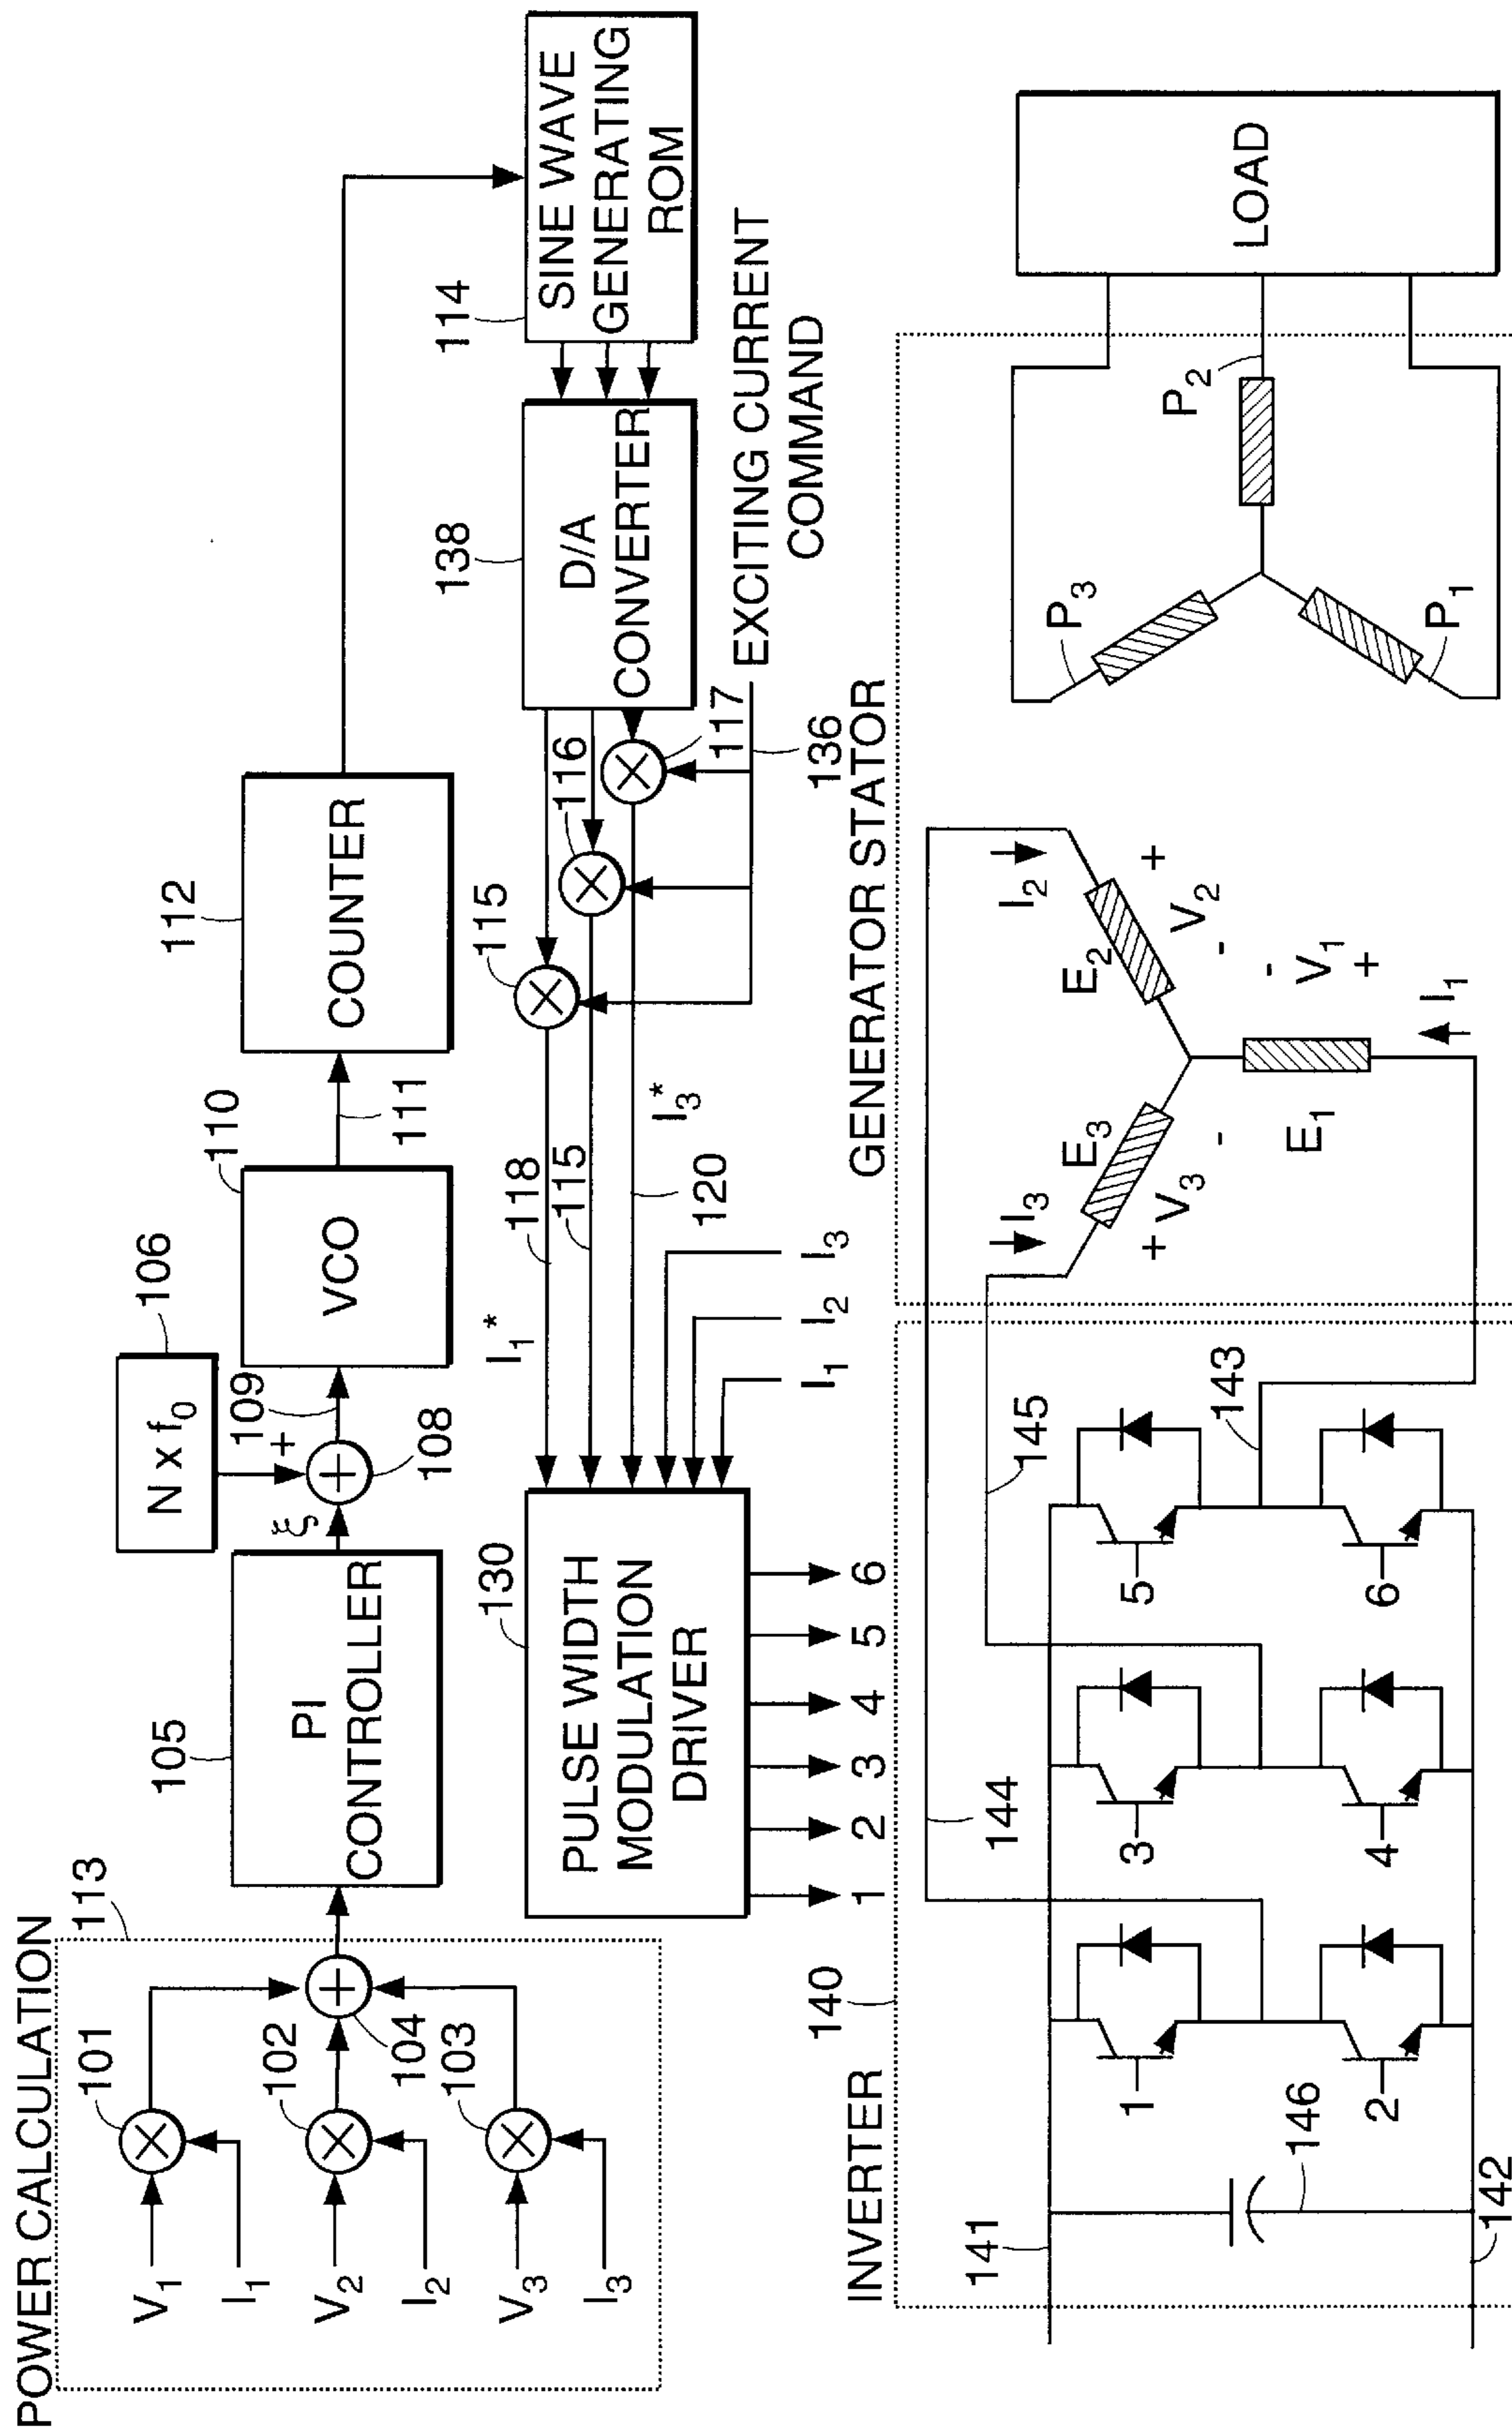 POWER CALCULATION
113
V₁
I₁
101
V₂
I₂
102
V₃
I₃
103
104
105
PI
CONTROLLER
ξ
N x f₀
106
+
108
109
VCO
110
111
COUNTER
112
SINE WAVE
GENERATING
ROM
114
D/A
CONVERTER
138
115
116
117
EXCITING CURRENT
COMMAND
136
I₁*
118
115
I₃*
120
130
PULSE WIDTH
MODULATION
DRIVER
I₁
I₂
I₃
1
2
3
4
5
6
INVERTER
140
141
142
146
1
2
144
3
4
145
5
6
143
GENERATOR STATOR
I₃
+
V₃
-
E₃
I₂
+
V₂
-
E₂
-
V₁
+
E₁
I₁
P₃
P₂
P₁
LOAD